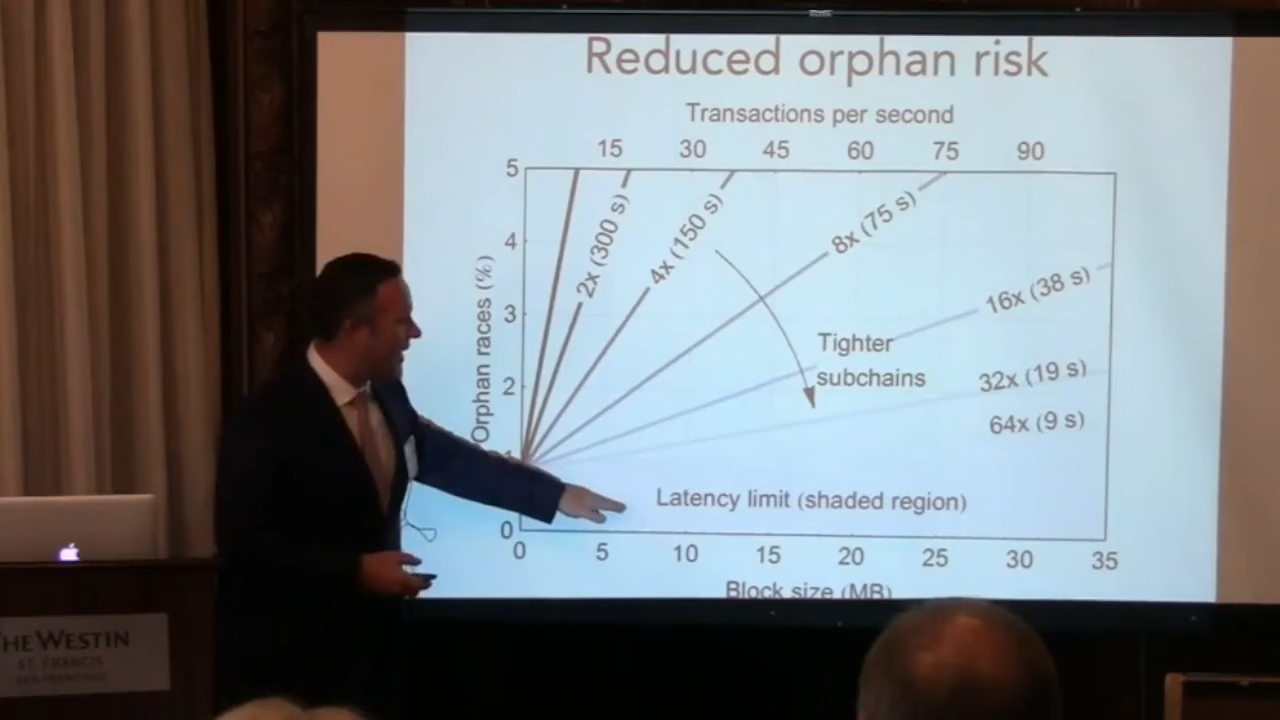 Reduced orphan risk
Transactions per second
15 30 45 60 75 90
5
4
3
2
0
Orphan races (%)
2x (300 s)
4x (150 s)
8x (75 s)
16x (38 s)
32x (19 s)
64x (9 s)
Tighter
subchains
Latency limit (shaded region)
0 5 10 15 20 25 30 35
Block size (MB)
THE WESTIN
ST. FRANCIS
SAN FRANCISCO